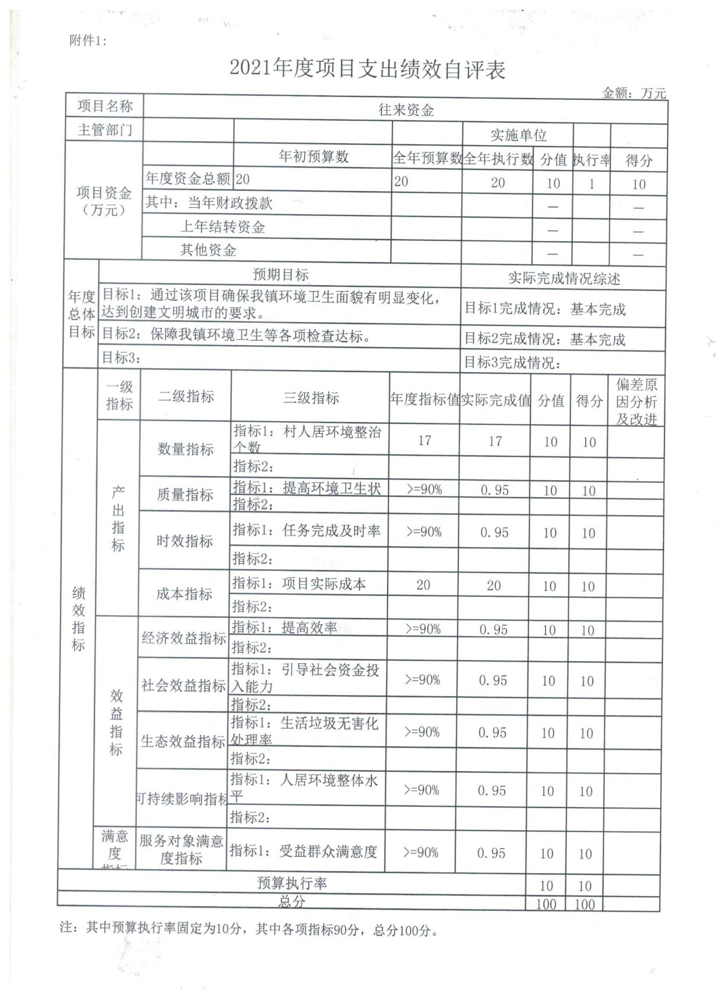 附件1:
2021年度项目支出绩效自评表
金额：万元
项目名称 往来资金
主管部门 实施单位
项目资金（万元） 年初预算数 全年预算数 全年执行数 分值 执行率 得分
年度资金总额 20 20 20 10 1 10
其中：当年财政拨款 — —
上年结转资金 — —
其他资金 — —
年度总体目标 预期目标 实际完成情况综述
目标1：通过该项目确保我镇环境卫生面貌有明显变化，
达到创建文明城市的要求。 目标1完成情况：基本完成
目标2：保障我镇环境卫生等各项检查达标。 目标2完成情况：基本完成
目标3： 目标3完成情况：
绩效指标 一级指标 二级指标 三级指标 年度指标值 实际完成值 分值 得分 偏差原因分析及改进
产出指标 数量指标 指标1：村人居环境整治个数 17 17 10 10
指标2：
质量指标 指标1：提高环境卫生状 >=90% 0.95 10 10
指标2：
时效指标 指标1：任务完成及时率 >=90% 0.95 10 10
指标2：
成本指标 指标1：项目实际成本 20 20 10 10
指标2：
效益指标 经济效益指标 指标1：提高效率 >=90% 0.95 10 10
指标2：
社会效益指标 指标1：引导社会资金投入能力 >=90% 0.95 10 10
指标2：
生态效益指标 指标1：生活垃圾无害化处理率 >=90% 0.95 10 10
指标2：
可持续影响指标 指标1：人居环境整体水平 >=90% 0.95 10 10
指标2：
满意度指标 服务对象满意度指标 指标1：受益群众满意度 >=90% 0.95 10 10
预算执行率 10 10
总分 100 100
注：其中预算执行率固定为10分，其中各项指标90分，总分100分。